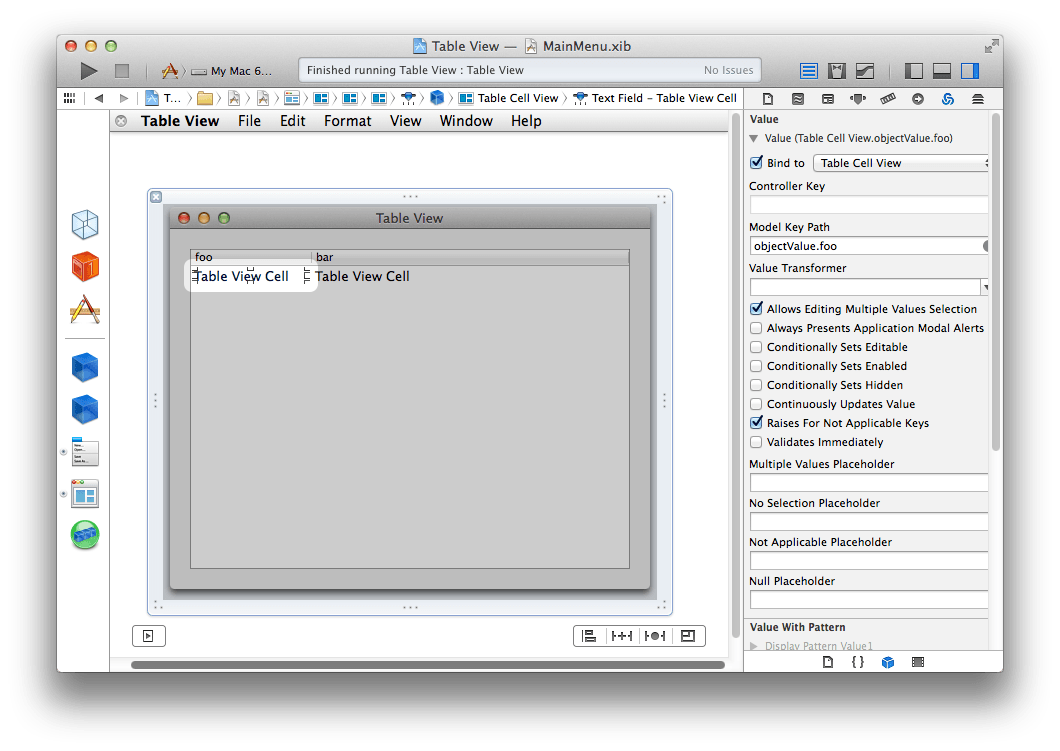 Table View — MainMenu.xib
My Mac 6...
Finished running Table View : Table View
No Issues
T...
Table Cell View
Text Field – Table View Cell
Table View File Edit Format View Window Help
Table View
foo bar
Table View Cell Table View Cell
Value
Value (Table Cell View.objectValue.foo)
Bind to Table Cell View
Controller Key
Model Key Path
objectValue.foo
Value Transformer
Allows Editing Multiple Values Selection
Always Presents Application Modal Alerts
Conditionally Sets Editable
Conditionally Sets Enabled
Conditionally Sets Hidden
Continuously Updates Value
Raises For Not Applicable Keys
Validates Immediately
Multiple Values Placeholder
No Selection Placeholder
Not Applicable Placeholder
Null Placeholder
Value With Pattern
Display Pattern Value1